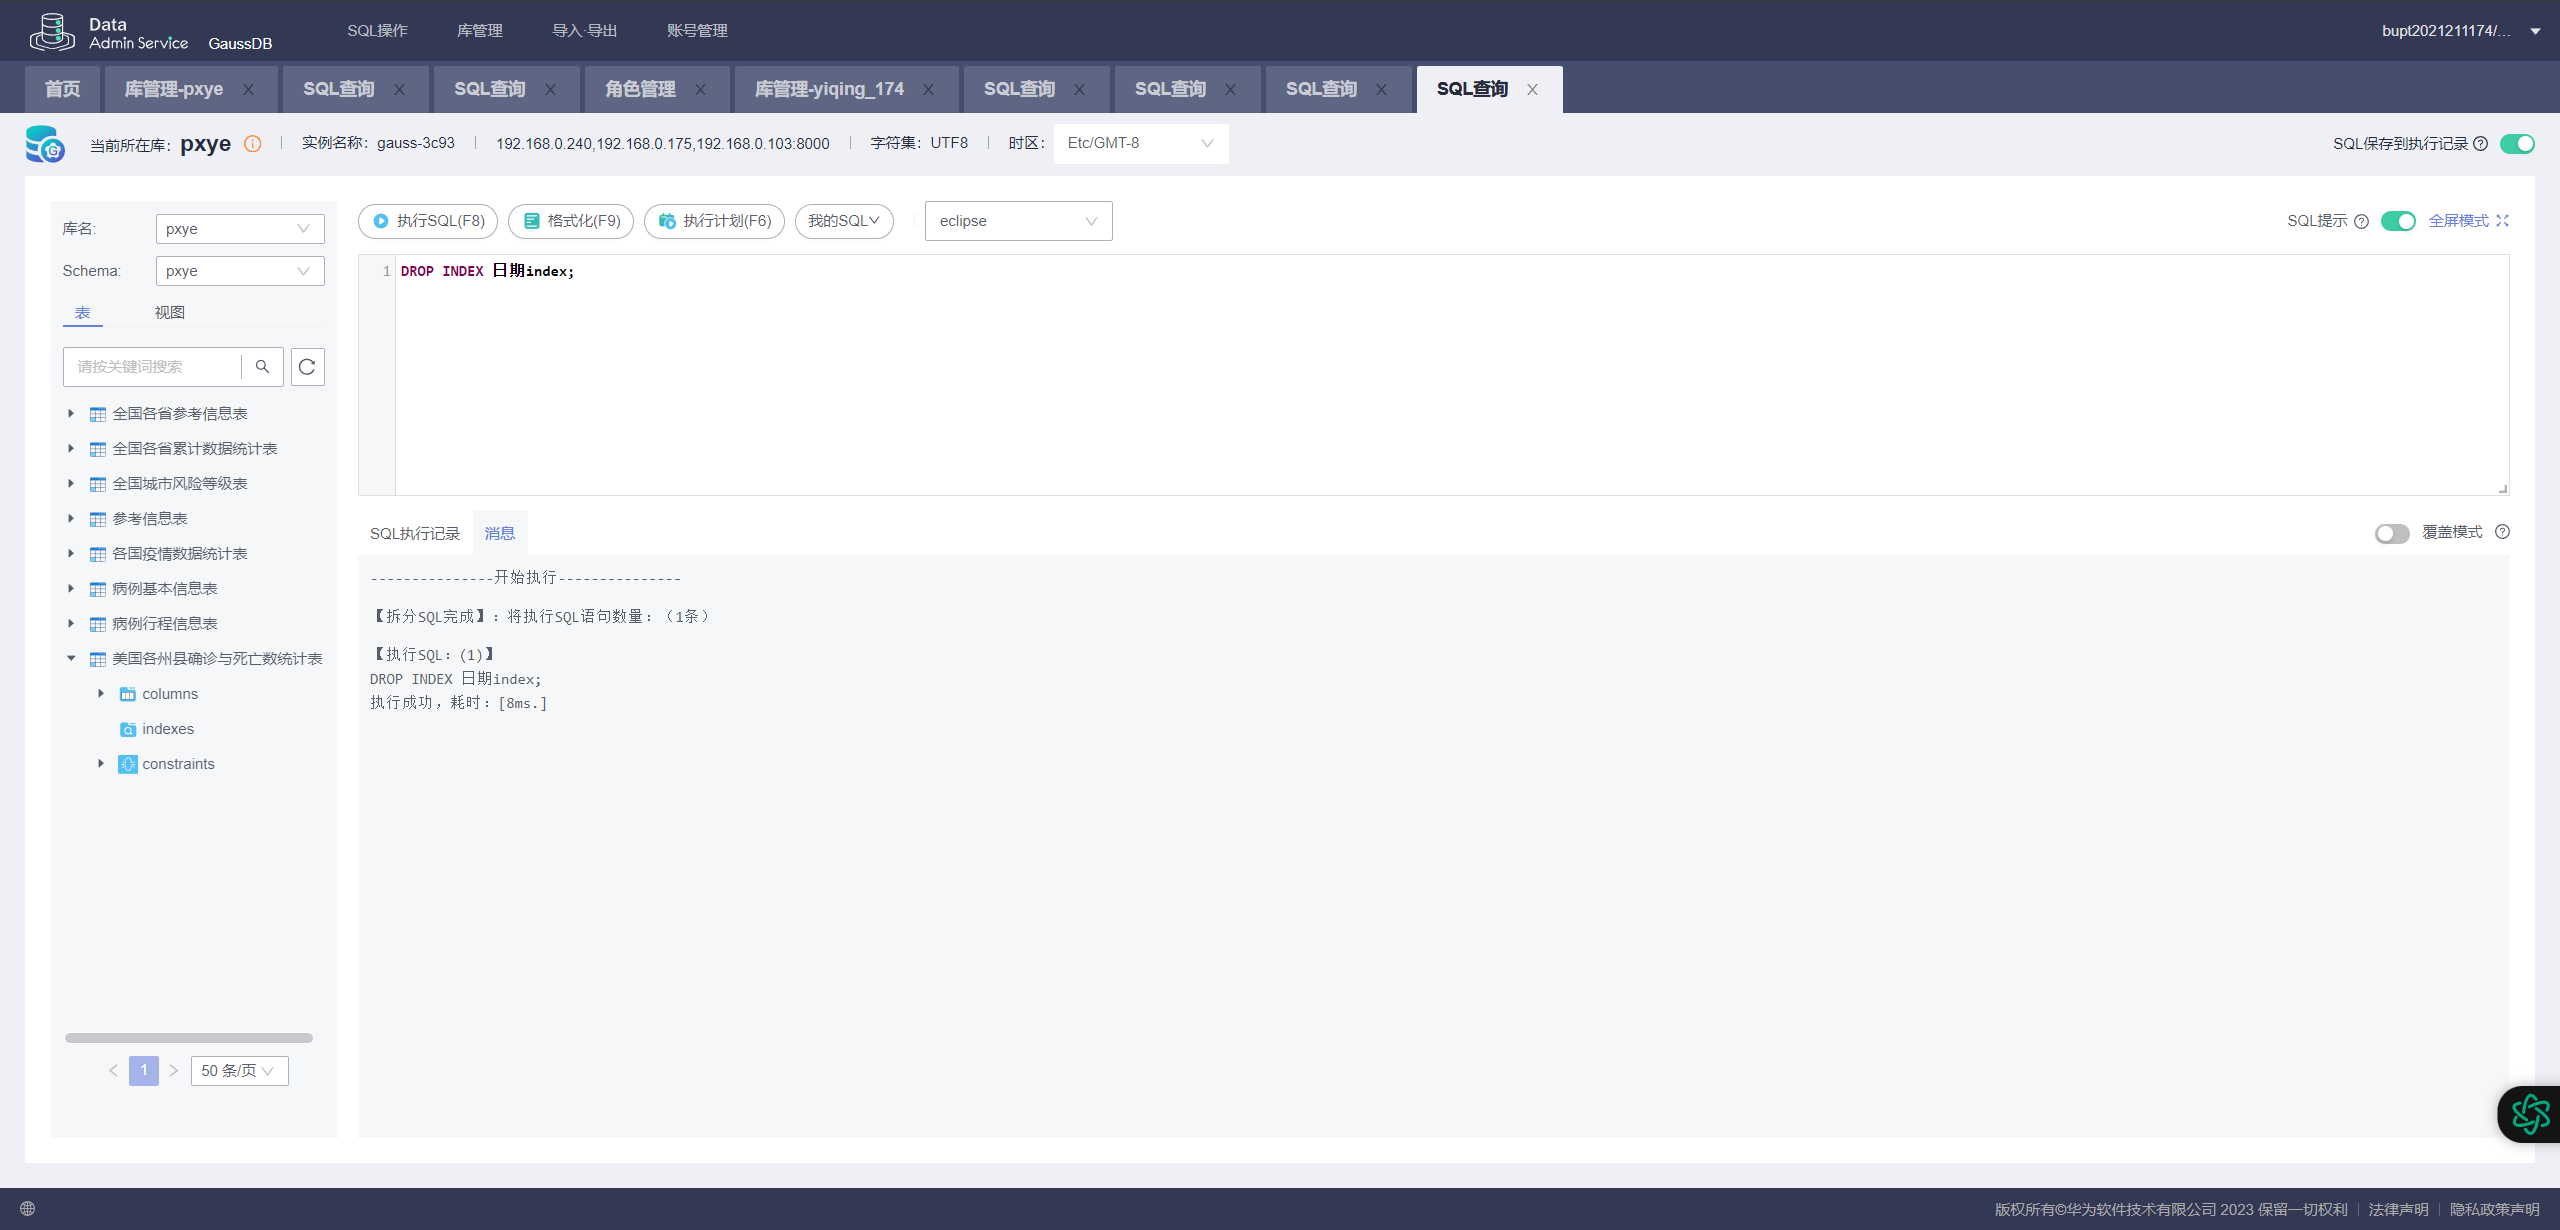 Data
Admin Service GaussDB SQL操作 库管理 导入·导出 账号管理 bupt2021211174/...
首页 库管理-pxye SQL查询 SQL查询 角色管理 库管理-yiqing_174 SQL查询 SQL查询 SQL查询 SQL查询
当前所在库: pxye 实例名称: gauss-3c93 192.168.0.240,192.168.0.175,192.168.0.103:8000 字符集: UTF8 时区: Etc/GMT-8 SQL保存到执行记录
库名: pxye
Schema: pxye
表 视图
请按关键词搜索
全国各省参考信息表
全国各省累计数据统计表
全国城市风险等级表
参考信息表
各国疫情数据统计表
病例基本信息表
病例行程信息表
美国各州县确诊与死亡数统计表
columns
indexes
constraints
1 50 条/页
执行SQL(F8) 格式化(F9) 执行计划(F6) 我的SQL eclipse SQL提示 全屏模式
1 DROP INDEX 日期index;
SQL执行记录 消息 覆盖模式
---------------开始执行---------------
【拆分SQL完成】: 将执行SQL语句数量: (1条)
【执行SQL: (1)】
DROP INDEX 日期index;
执行成功, 耗时: [8ms.]
版权所有©华为软件技术有限公司 2023 保留一切权利 法律声明 隐私政策声明